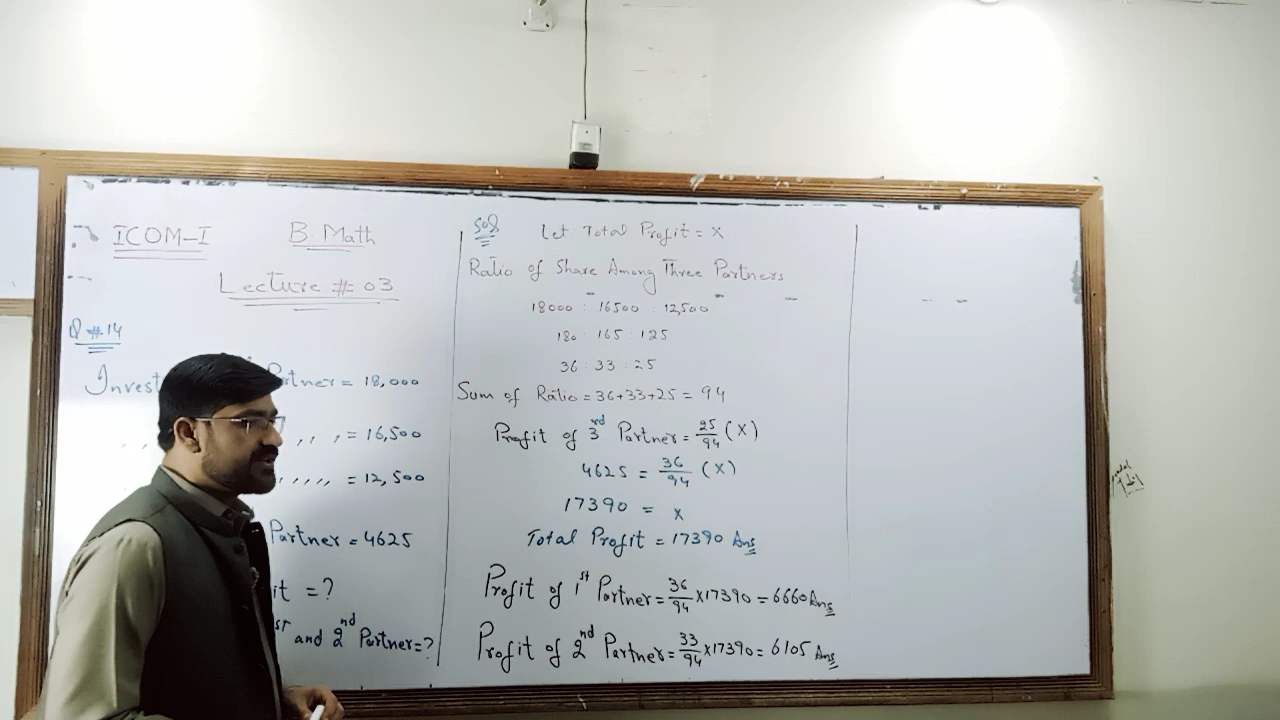 ICOM-I B. Math
Lecture # 03
Q #14
Invest Partner = 18,000
,, , , , = 16,500
, , , , , = 12,500
Partner = 4625
it = ?
st and 2nd Partner = ?
Sol
Let Total Profit = X
Ratio of Share Among Three Partners
18000 : 16500 : 12,500
180 : 165 : 125
36 : 33 : 25
Sum of Ratio = 36+33+25 = 94
Profit of 3rd Partner = 25/94 (X)
4625 = 36/94 (X)
17390 = X
Total Profit = 17390 Ans
Profit of 1st Partner = 36/94 x 17390 = 6660 Ans
Profit of 2nd Partner = 33/94 x 17390 = 6105 Ans